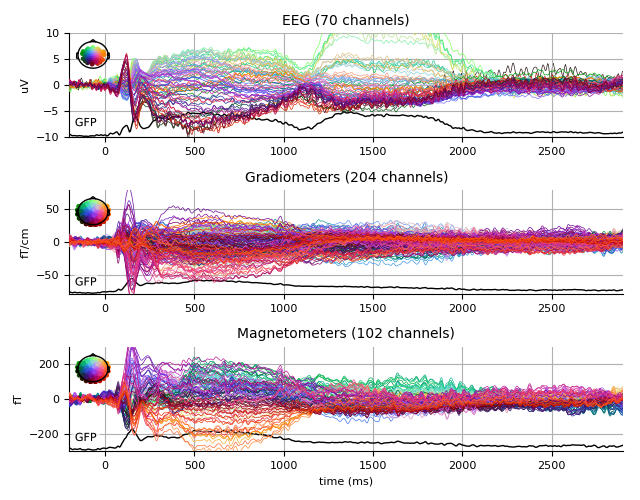 EEG (70 channels)
10
5
0
−5
−10
uV
GFP
0 500 1000 1500 2000 2500
Gradiometers (204 channels)
50
0
−50
fT/cm
GFP
0 500 1000 1500 2000 2500
Magnetometers (102 channels)
200
0
−200
fT
GFP
0 500 1000 1500 2000 2500
time (ms)